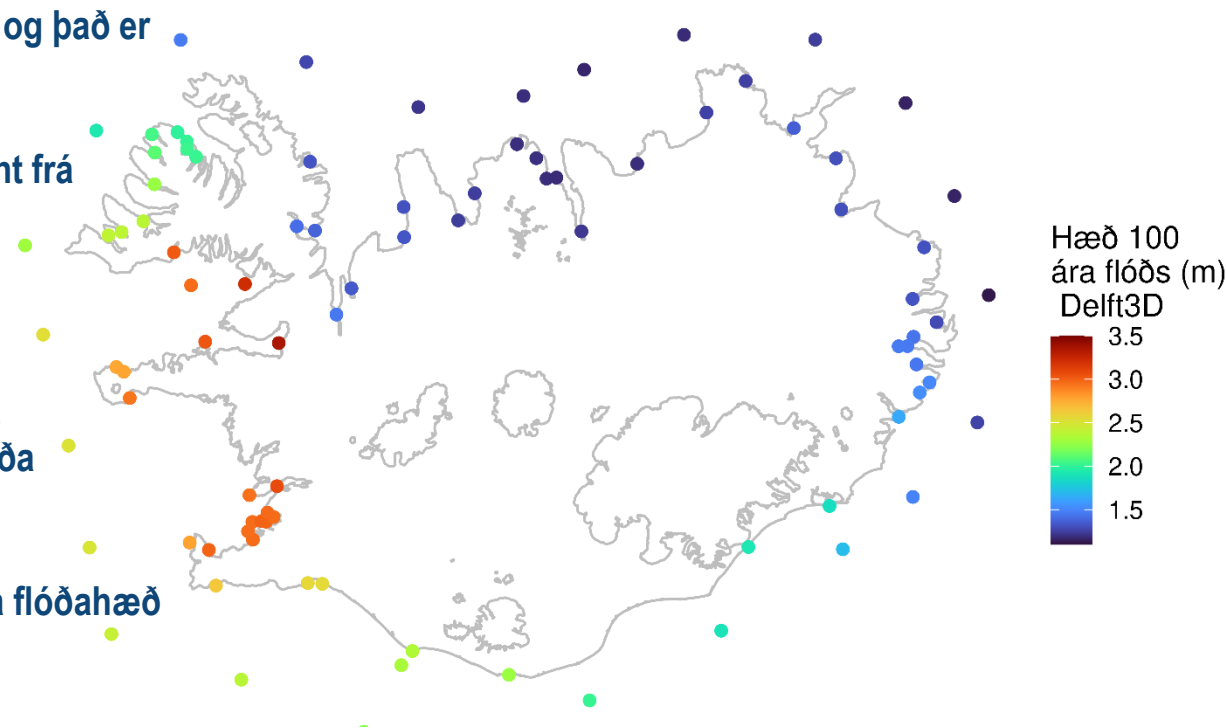 og það er
nt frá
ða
flóðahæð
Hæð 100
ára flóðs (m)
Delft3D
3.5
3.0
2.5
2.0
1.5